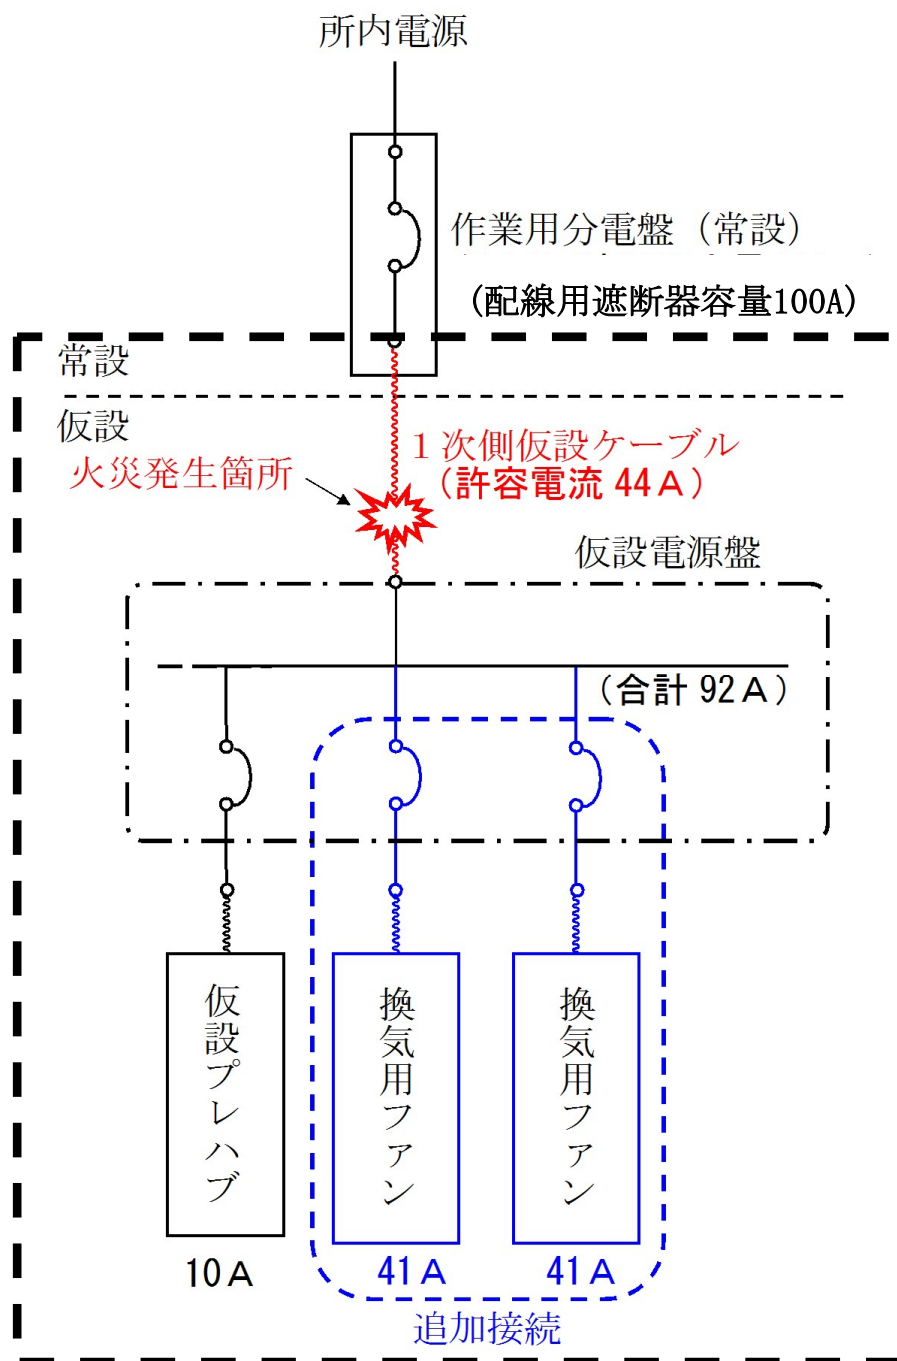 所内電源
作業用分電盤（常設）
(配線用遮断器容量100A)
常設
仮設
1次側仮設ケーブル
火災発生箇所
（許容電流 44A）
仮設電源盤
（合計 92A）
仮設プレハブ
換気用ファン
換気用ファン
10A
41A
41A
追加接続